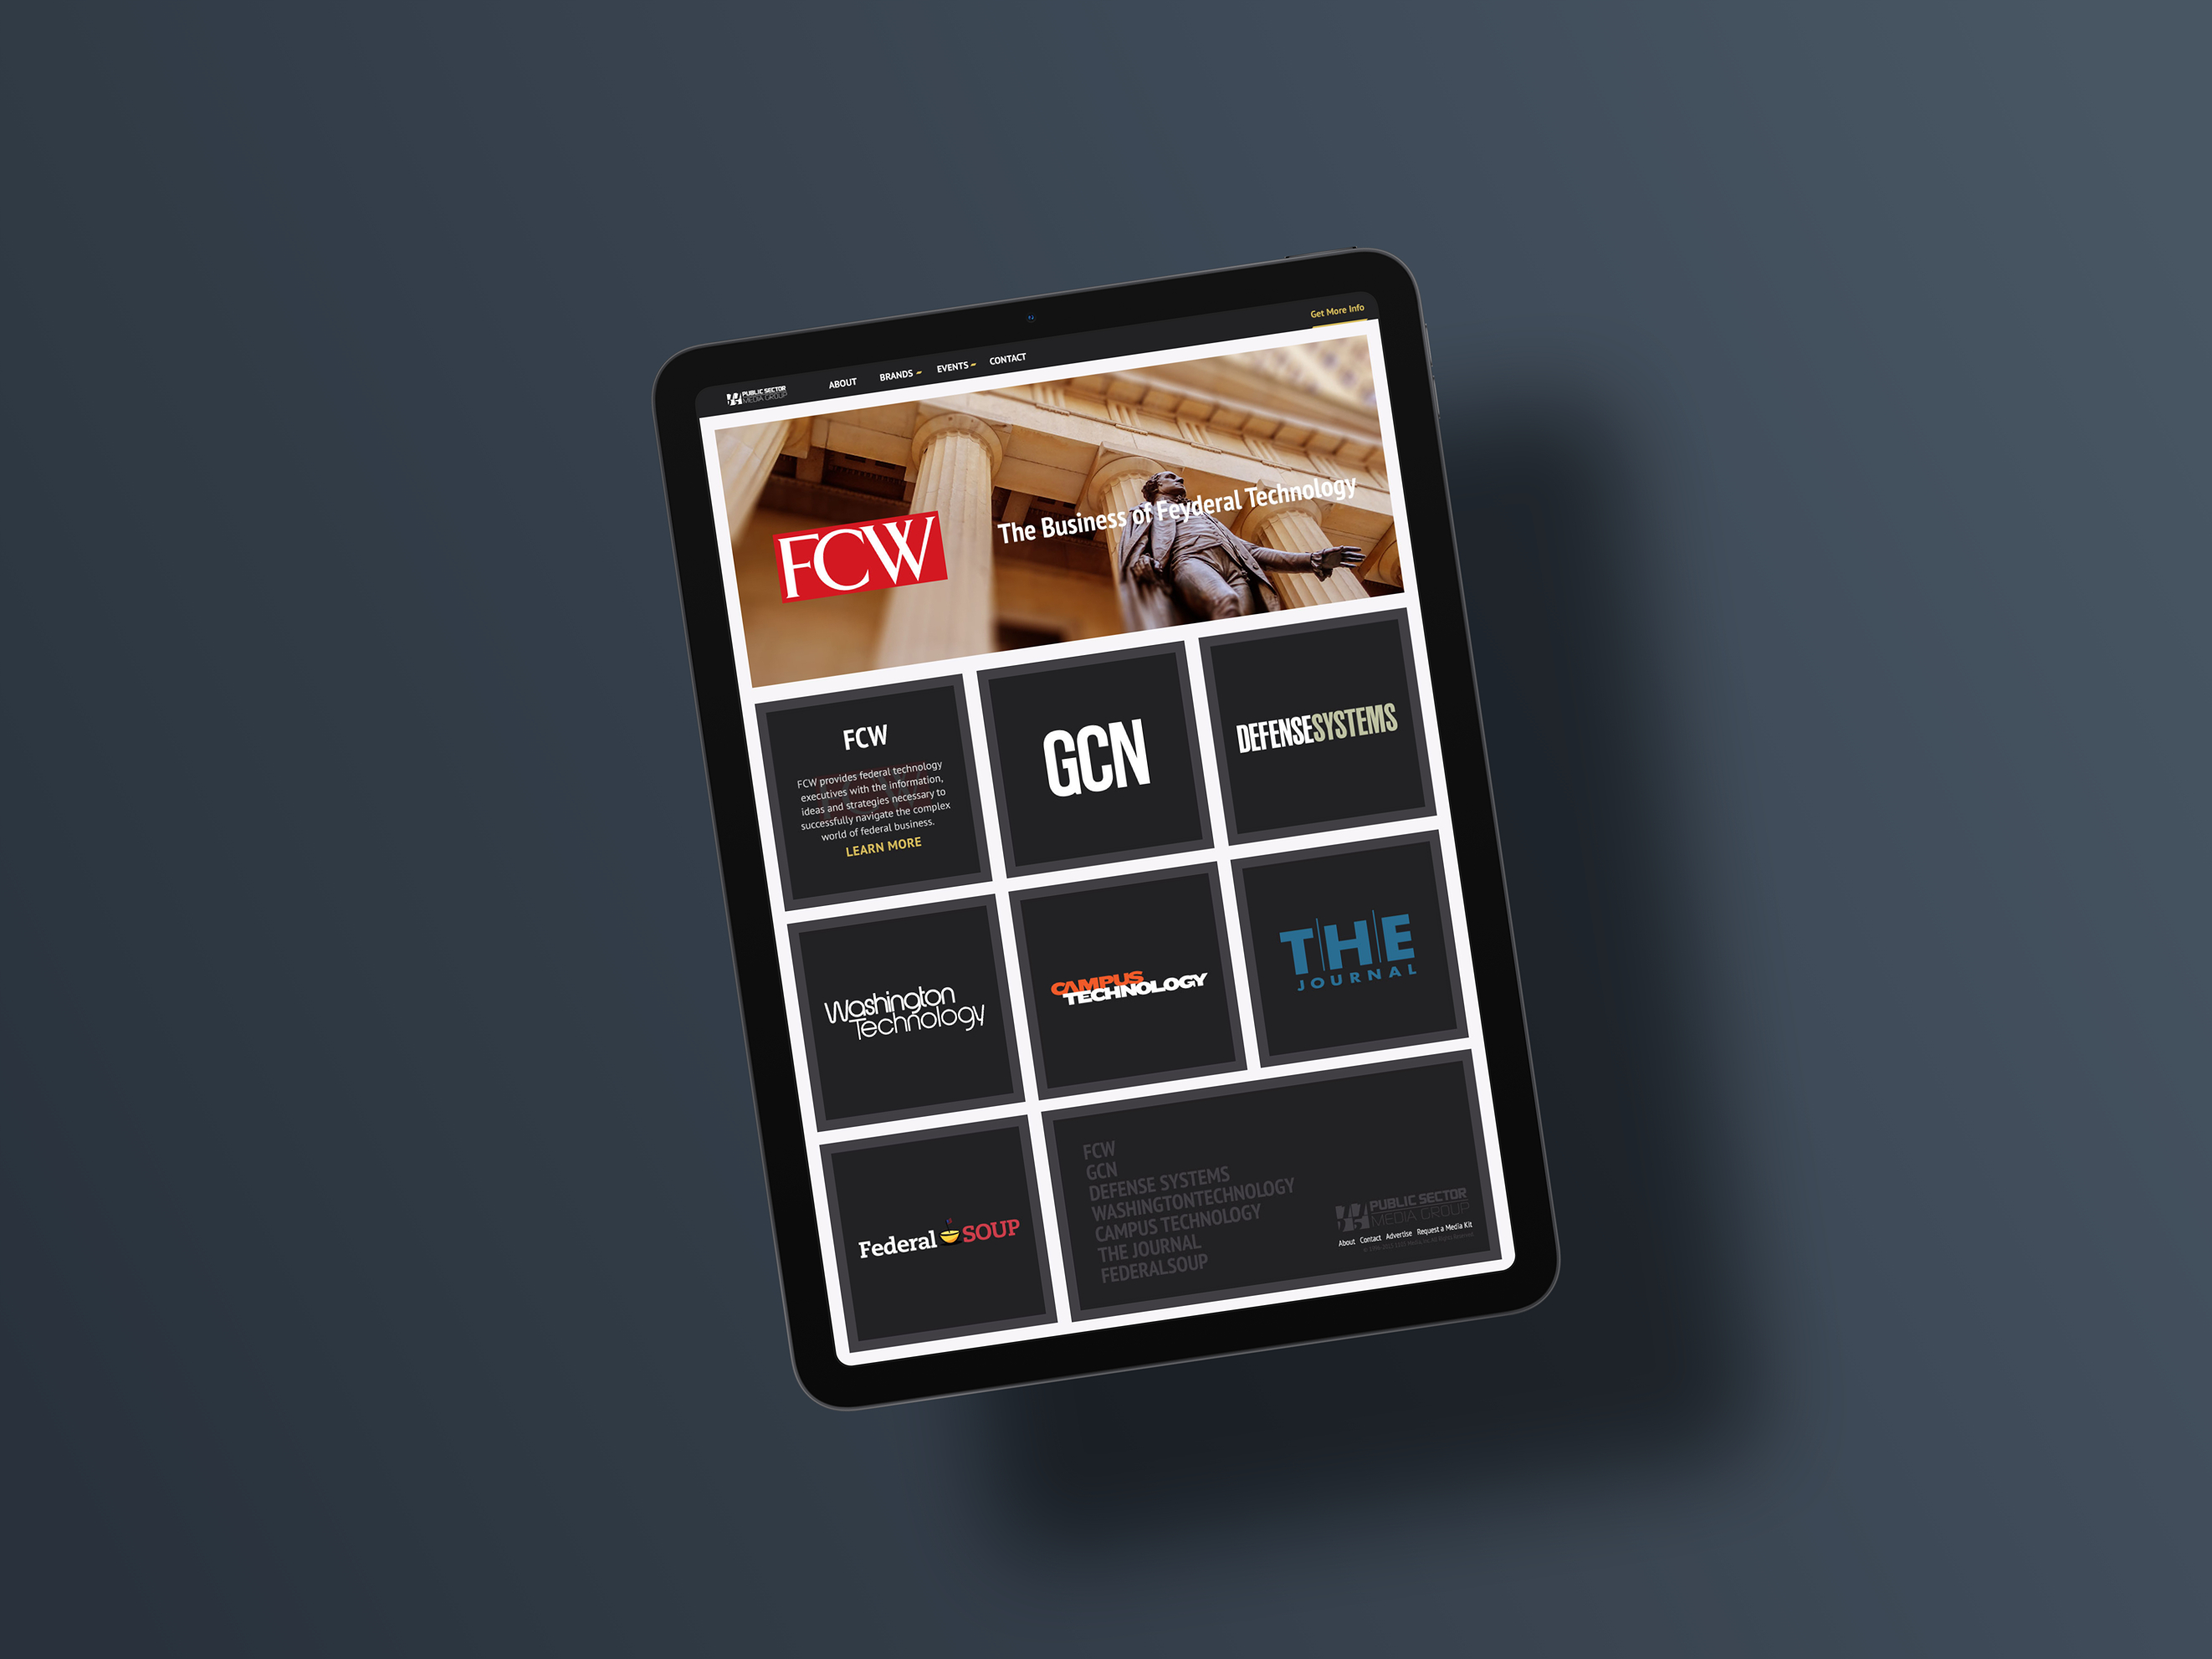 PUBLIC SECTOR
MEDIA GROUP
ABOUT
BRANDS
EVENTS
CONTACT
Get More Info
FCW
The Business of Feyderal Technology
FCW
FCW provides federal technology
executives with the information,
ideas and strategies necessary to
successfully navigate the complex
world of federal business.
LEARN MORE
GCN
DEFENSESYSTEMS
Washington
Technology
CAMPUS
TECHNOLOGY
THE
JOURNAL
Federal SOUP
FCW
GCN
DEFENSE SYSTEMS
WASHINGTONTECHNOLOGY
CAMPUS TECHNOLOGY
THE JOURNAL
FEDERALSOUP
PUBLIC SECTOR
MEDIA GROUP
About Contact Advertise Request a Media Kit